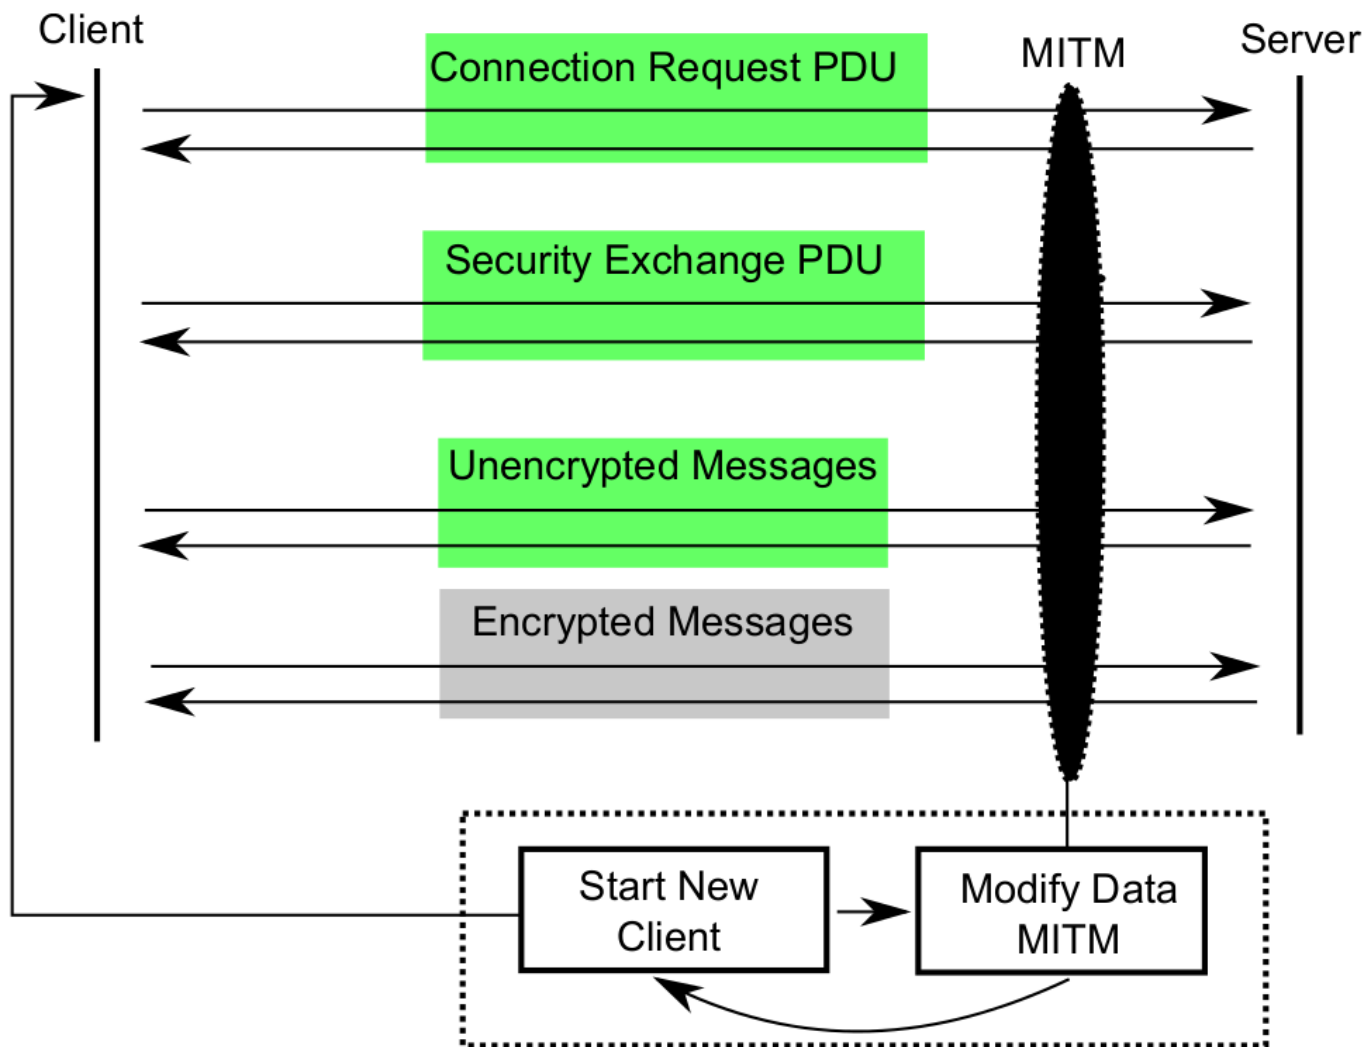 Client
MITM
Server
Connection Request PDU
Security Exchange PDU
Unencrypted Messages
Encrypted Messages
Start New
Client
Modify Data
MITM